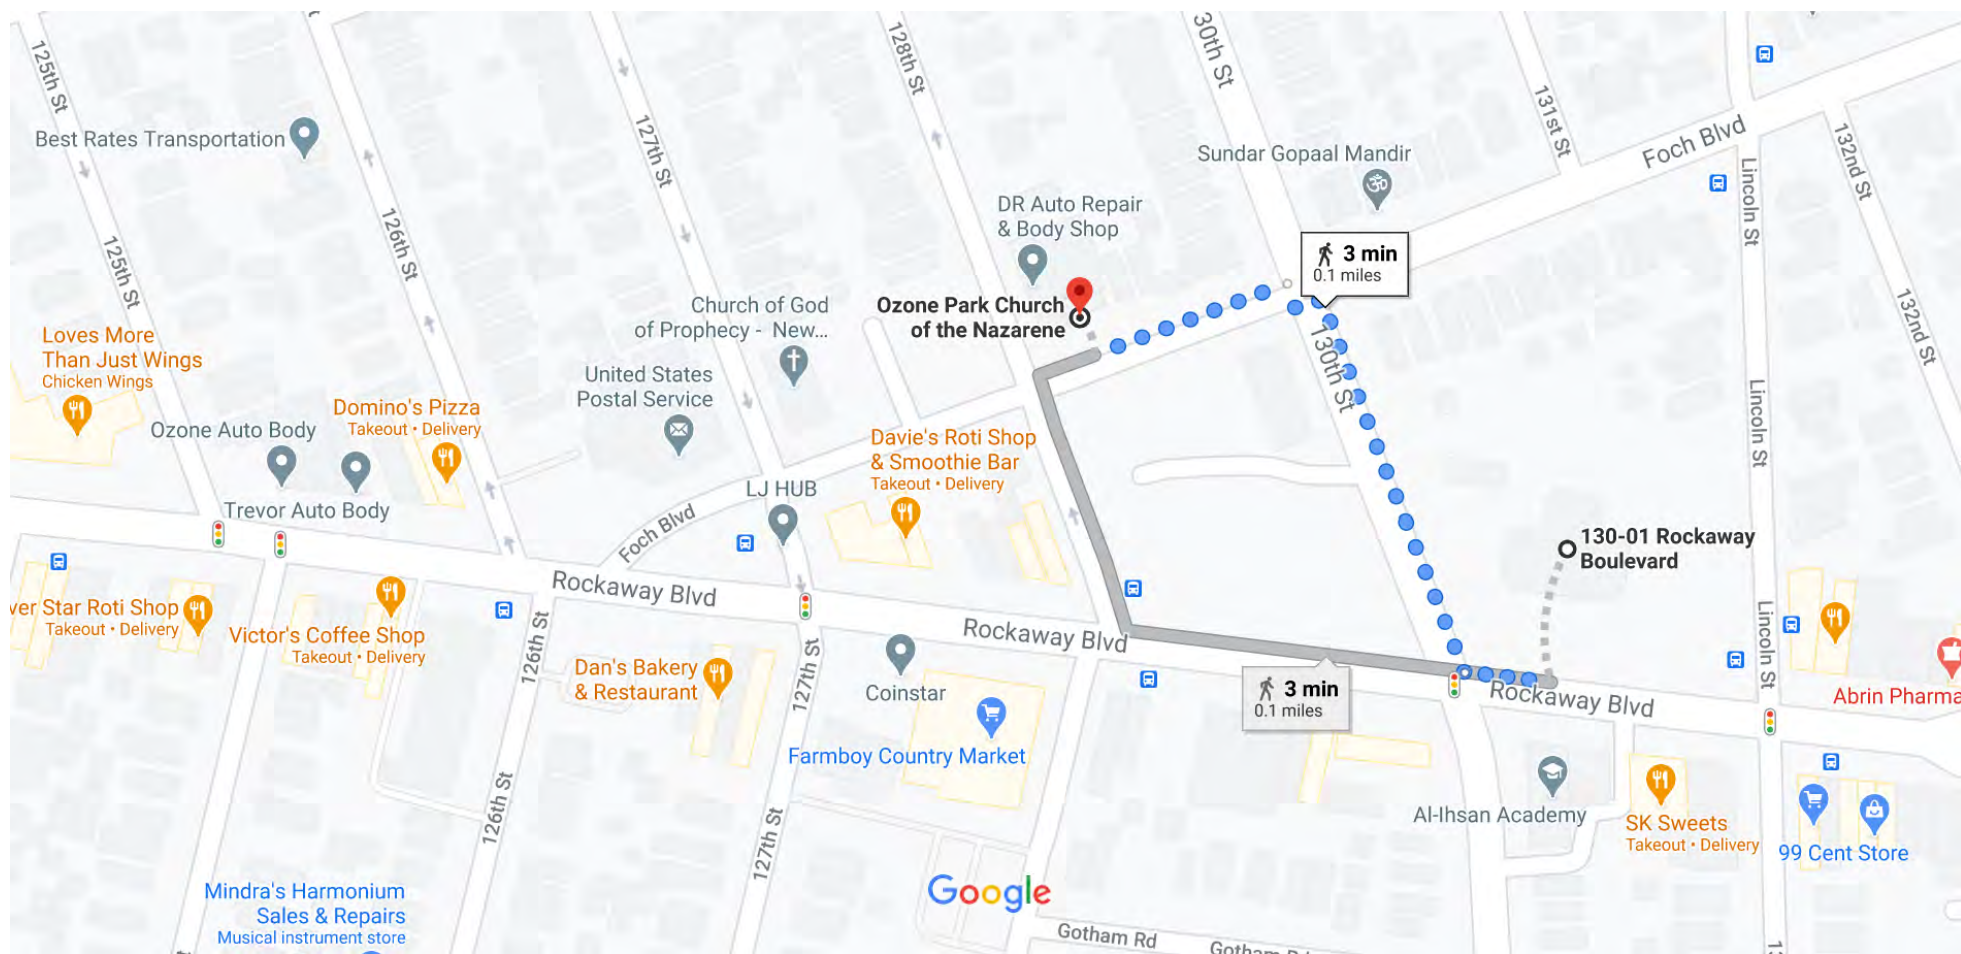 125th St
128th St
30th St
131st St
Foch Blvd
132nd St
127th St
Best Rates Transportation
Sundar Gopaal Mandir
Lincoln St
126th St
DR Auto Repair
& Body Shop
125th St
3 min
0.1 miles
Church of God
of Prophecy - New...
Ozone Park Church
of the Nazarene
132nd St
Loves More
Than Just Wings
Chicken Wings
130th St
United States
Postal Service
Domino's Pizza
Takeout • Delivery
Lincoln St
Ozone Auto Body
Davie's Roti Shop
& Smoothie Bar
Takeout • Delivery
LJ HUB
Trevor Auto Body
Foch Blvd
130-01 Rockaway
Boulevard
Rockaway Blvd
ver Star Roti Shop
Takeout • Delivery
Victor's Coffee Shop
Takeout • Delivery
126th St
Rockaway Blvd
Lincoln St
Dan's Bakery
& Restaurant
127th St
Coinstar
3 min
0.1 miles
Rockaway Blvd
Abrin Pharma
Farmboy Country Market
126th St
127th St
Al-Ihsan Academy
SK Sweets
Takeout • Delivery
99 Cent Store
Mindra's Harmonium
Sales & Repairs
Musical instrument store
Google
Gotham Rd